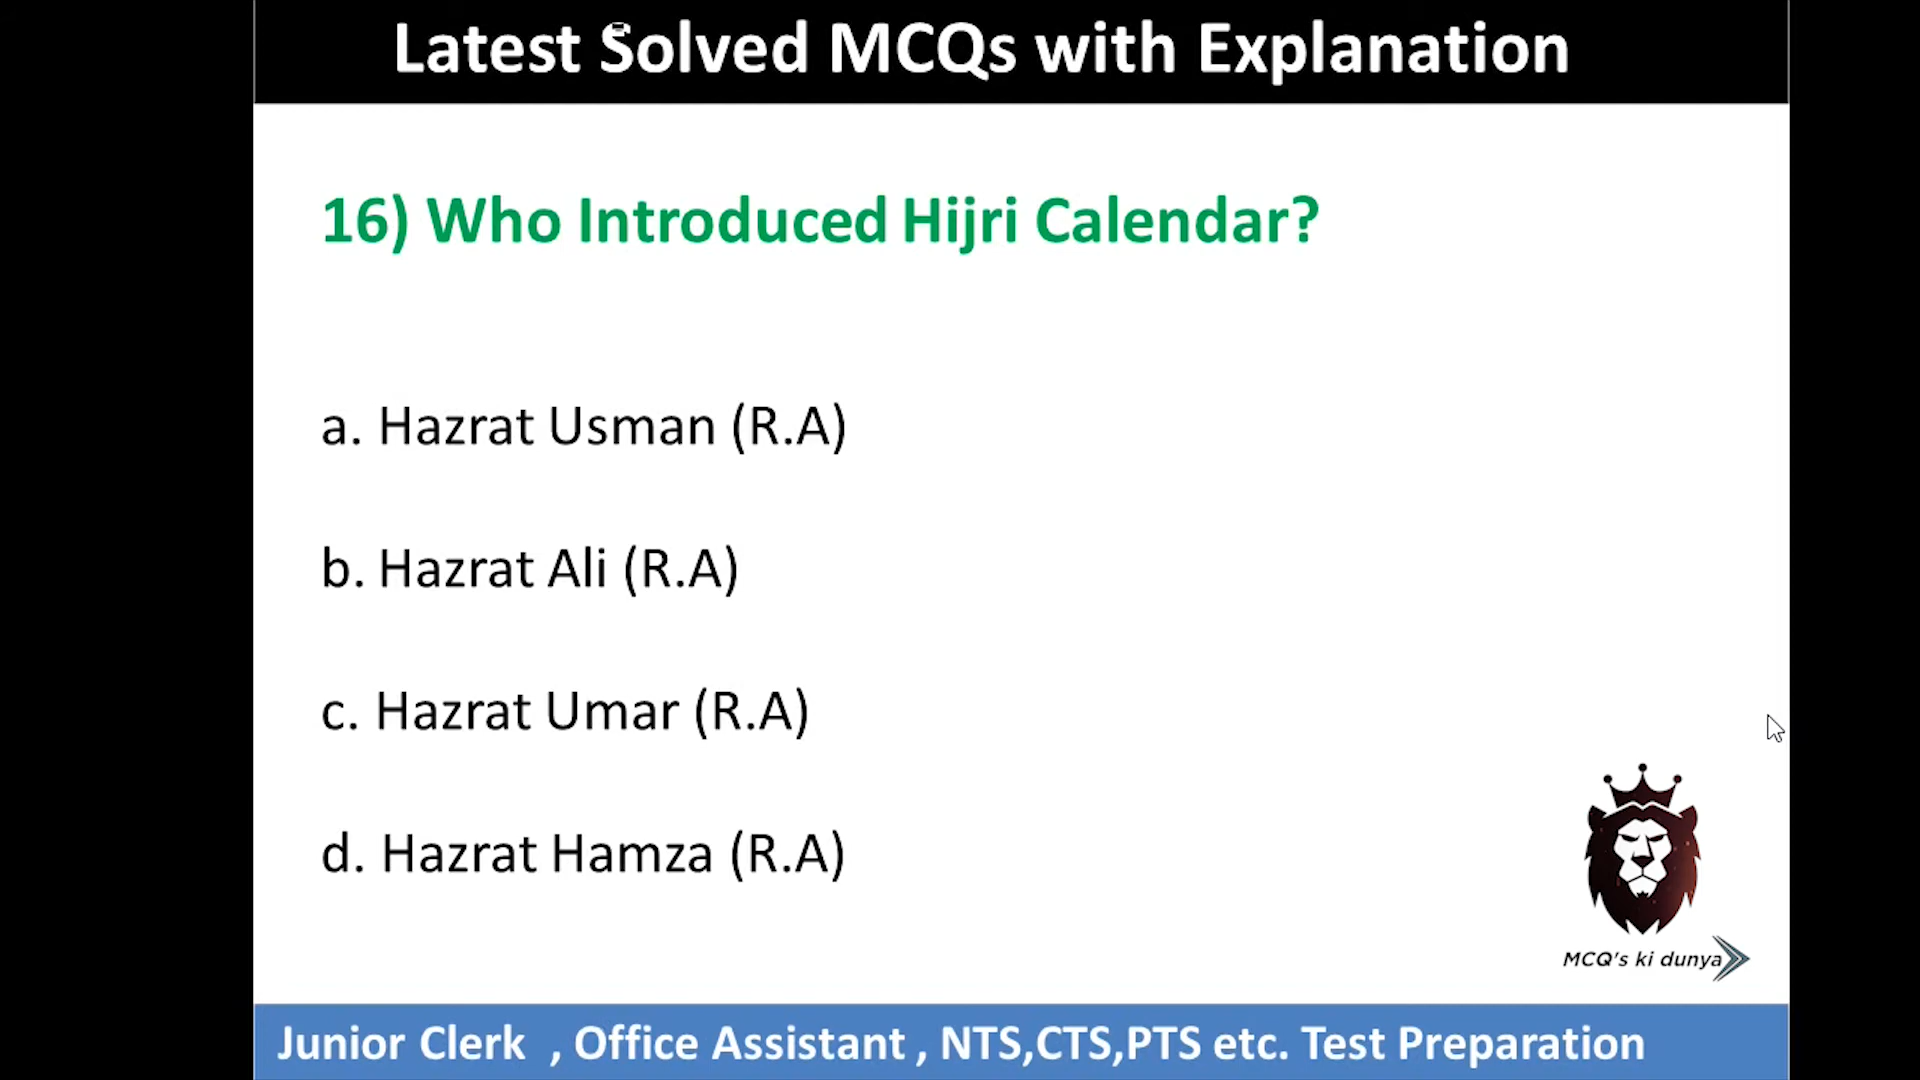 Latest Solved MCQs with Explanation
16) Who Introduced Hijri Calendar?
a. Hazrat Usman (R.A)
b. Hazrat Ali (R.A)
c. Hazrat Umar (R.A)
d. Hazrat Hamza (R.A)
MCQ's ki dunya
Junior Clerk , Office Assistant , NTS,CTS,PTS etc. Test Preparation